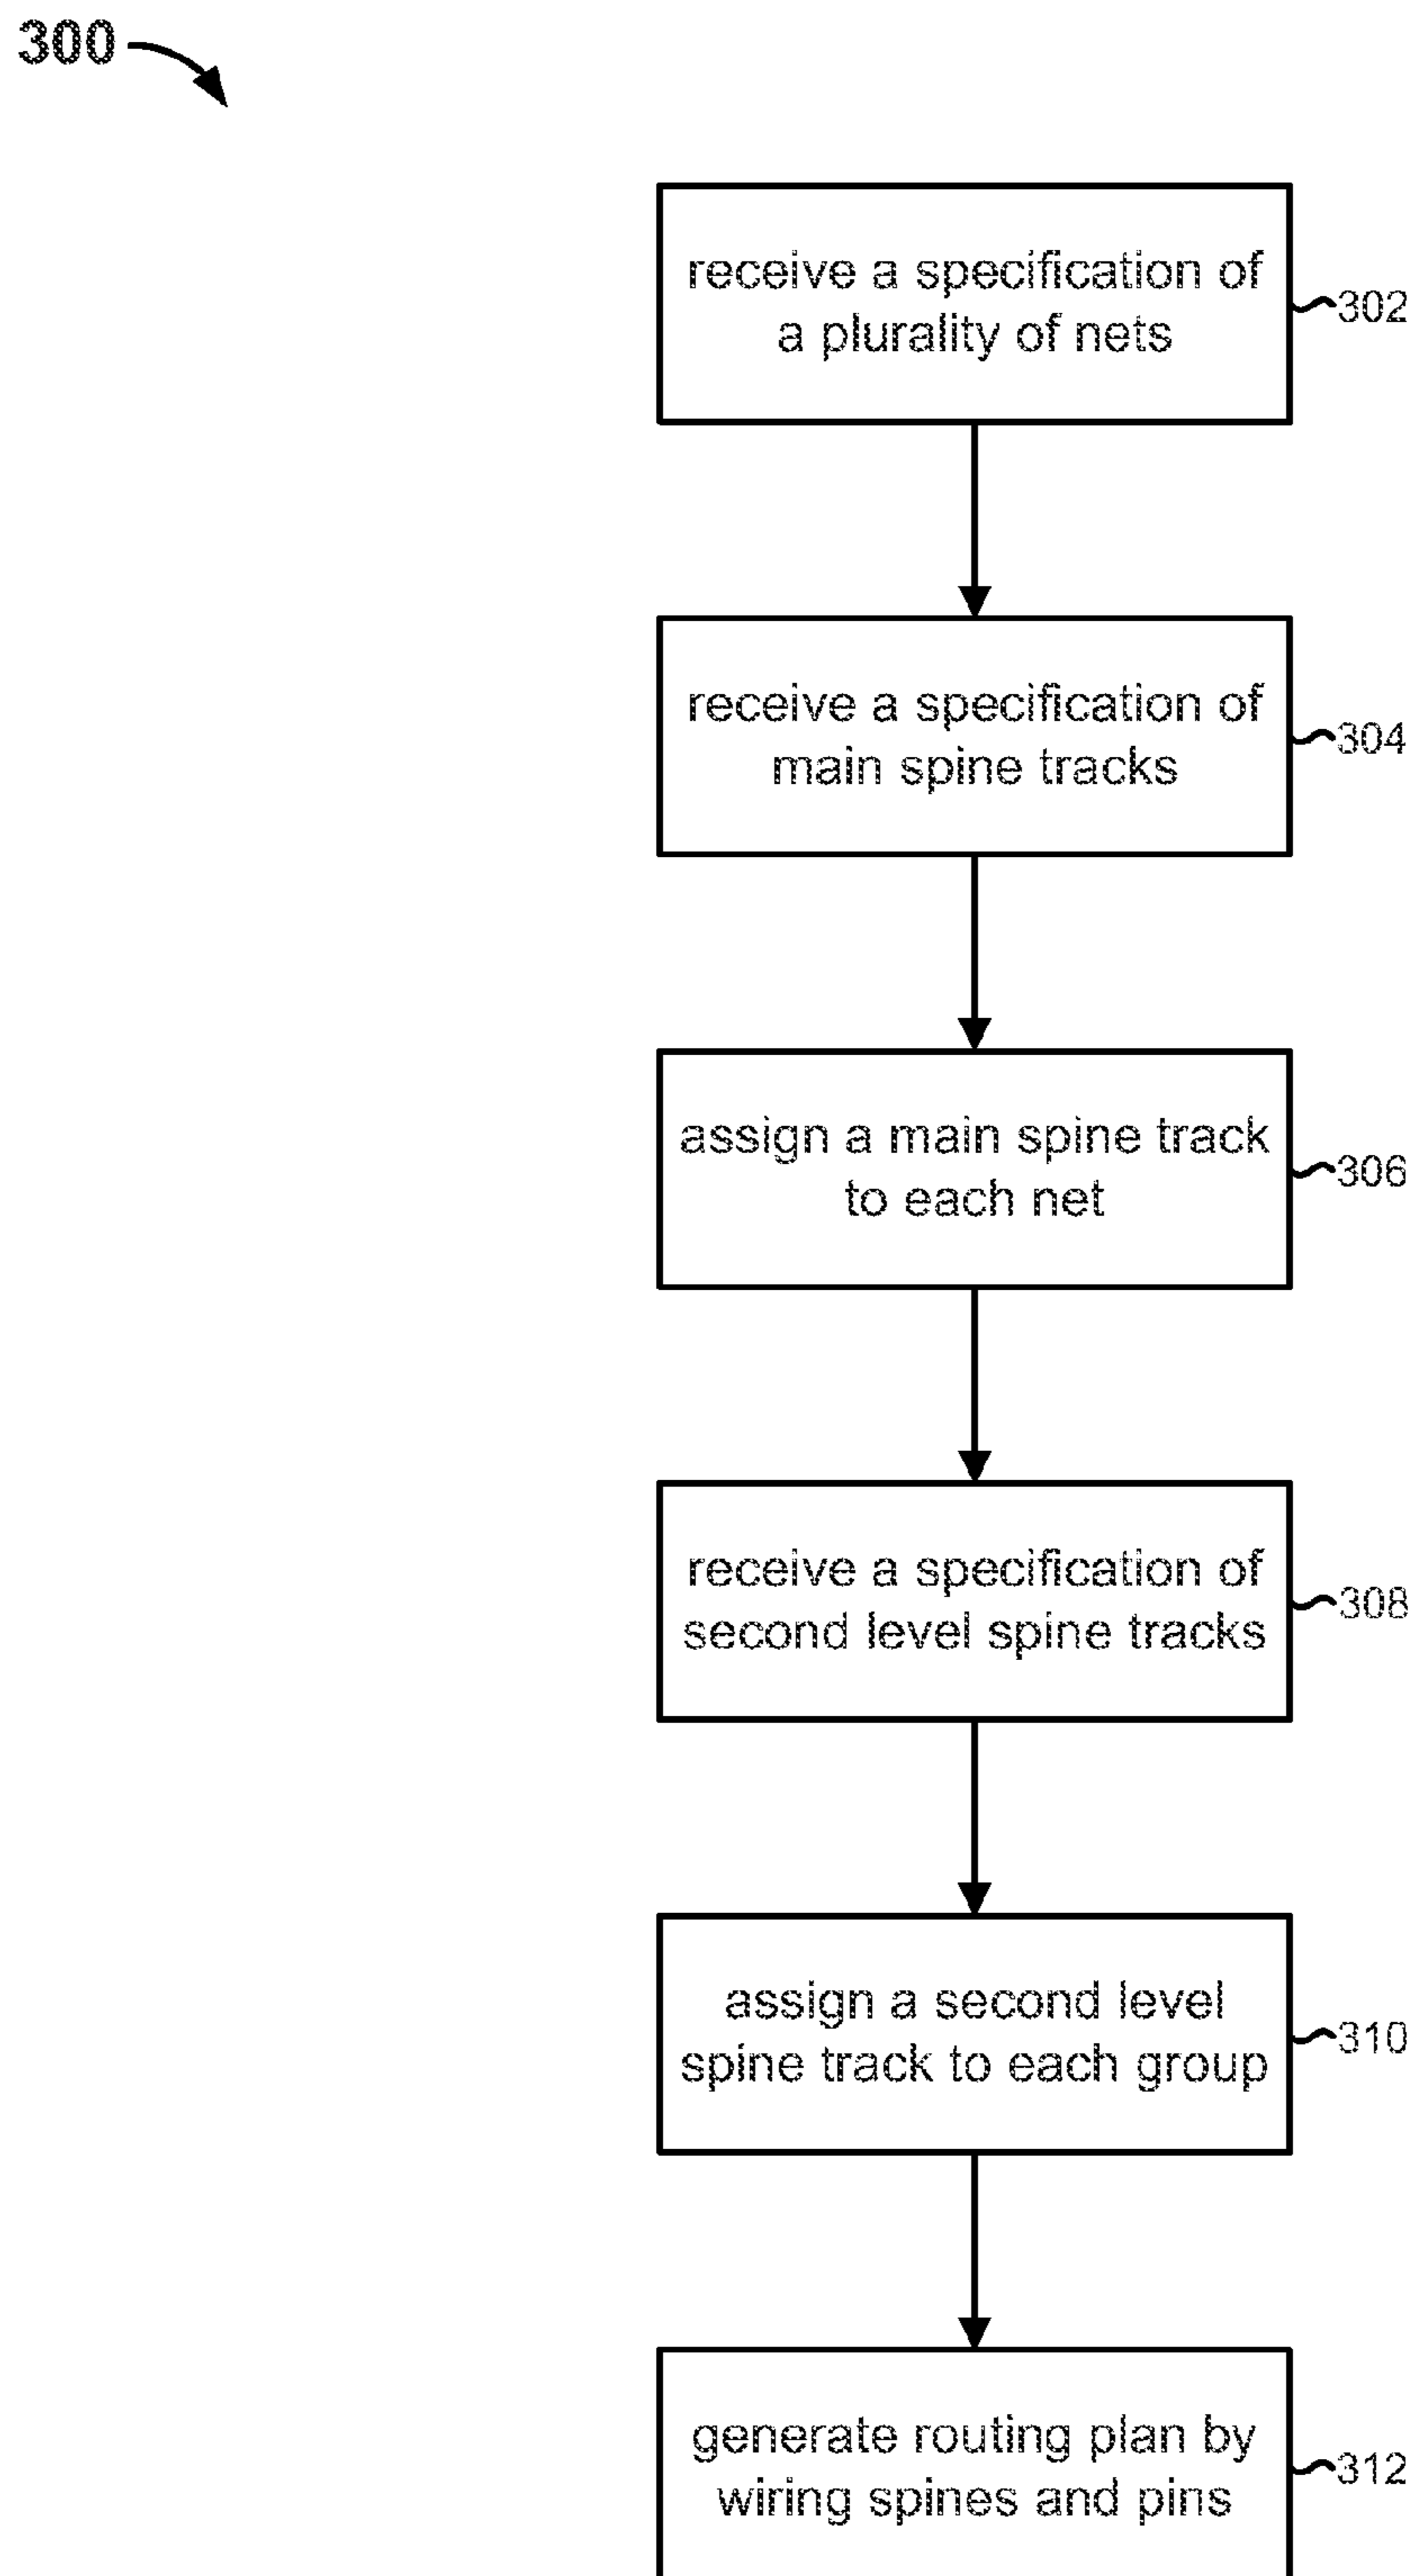 300
receive a specification of
a plurality of nets
302
receive a specification of
main spine tracks
304
assign a main spine track
to each net
306
receive a specification of
second level spine tracks
308
assign a second level
spine track to each group
310
generate routing plan by
wiring spines and pins
312